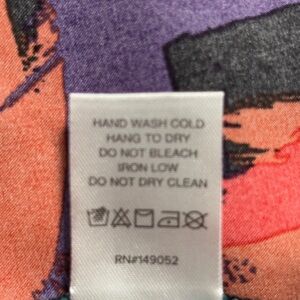 HAND WASH COLD
HANG TO DRY
DO NOT BLEACH
IRON LOW
DO NOT DRY CLEAN
RN#149052